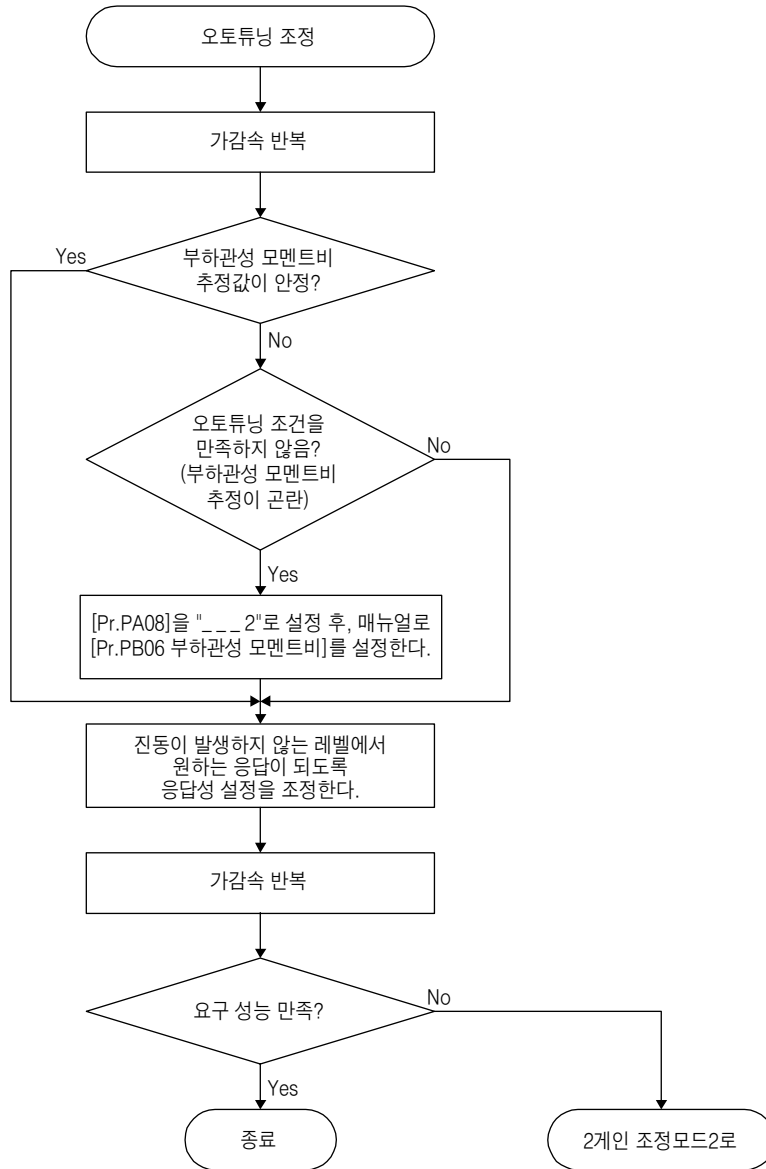 오토튜닝 조정
가감속 반복
부하관성 모멘트비
추정값이 안정?
Yes
No
오토튜닝 조건을
만족하지 않음?
(부하관성 모멘트비
추정이 곤란)
No
Yes
[Pr.PA08]을 "_ _ _ 2"로 설정 후, 매뉴얼로
[Pr.PB06 부하관성 모멘트비]를 설정한다.
진동이 발생하지 않는 레벨에서
원하는 응답이 되도록
응답성 설정을 조정한다.
가감속 반복
요구 성능 만족?
No
Yes
종료
2게인 조정모드2로